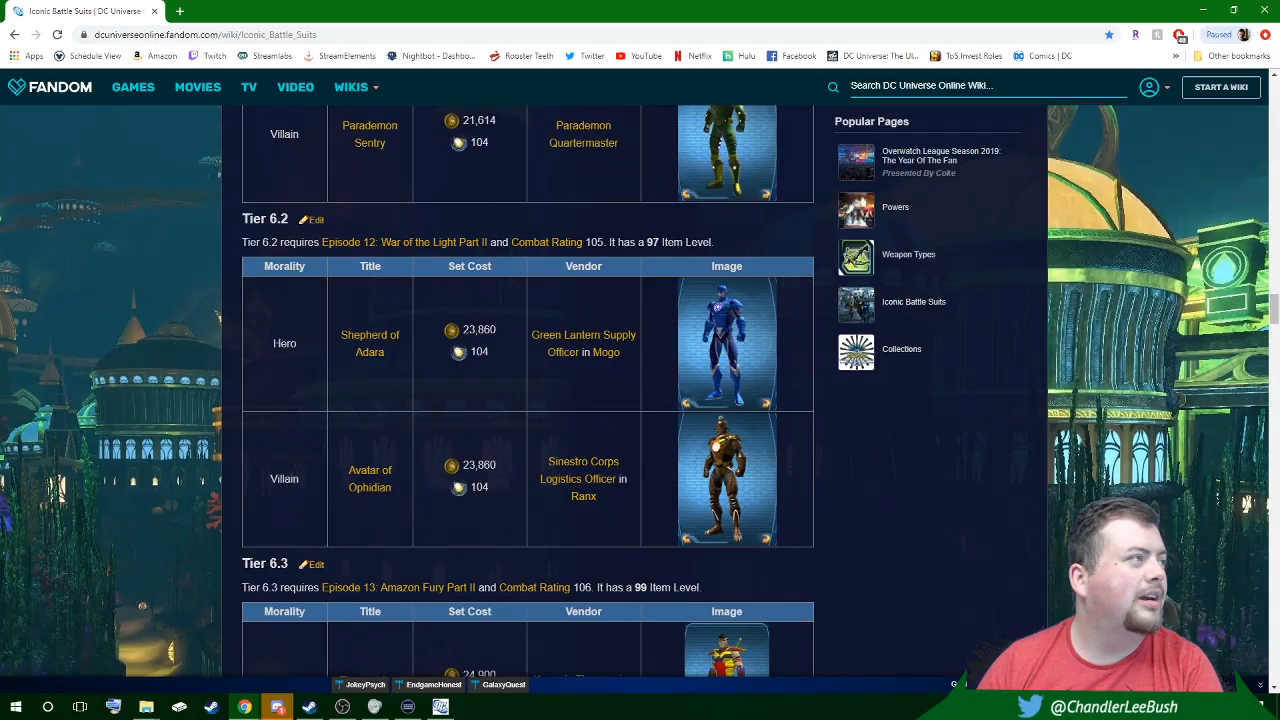 Iconic Battle Suits | DC Univers
dcuniverseonline.fandom.com/wiki/Iconic_Battle_Suits
Paused
Apps
Schedule View
Amazon
Twitch
Streamlabs
StreamElements
Nightbot - Dashbo...
Rooster Teeth
Twitter
YouTube
Netflix
Hulu
Facebook
DC Universe: The Ul...
ToS Invest Roles
Comics | DC
»
Other bookmarks
FANDOM
GAMES
MOVIES
TV
VIDEO
WIKIS
Search DC Universe Online Wiki...
START A WIKI
Villain
Parademon
Sentry
21,614
104
Parademon
Quartermaster
Tier 6.2 Edit
Tier 6.2 requires Episode 12: War of the Light Part II and Combat Rating 105. It has a 97 Item Level.
Morality Title Set Cost Vendor Image
Hero
Shepherd of
Adara
23,860
104
Green Lantern Supply
Officer in Mogo
Villain
Avatar of
Ophidian
23,860
104
Sinestro Corps
Logistics Officer in
Ranx
Tier 6.3 Edit
Tier 6.3 requires Episode 13: Amazon Fury Part II and Combat Rating 106. It has a 99 Item Level.
Morality Title Set Cost Vendor Image
24,900
Popular Pages
Overwatch League Season 2019:
The Year Of The Fan
Presented By Coke
Powers
Weapon Types
Iconic Battle Suits
Collections
JokeyPsych
EndgameHonest
GalaxyQuest
@ChandlerLeeBush